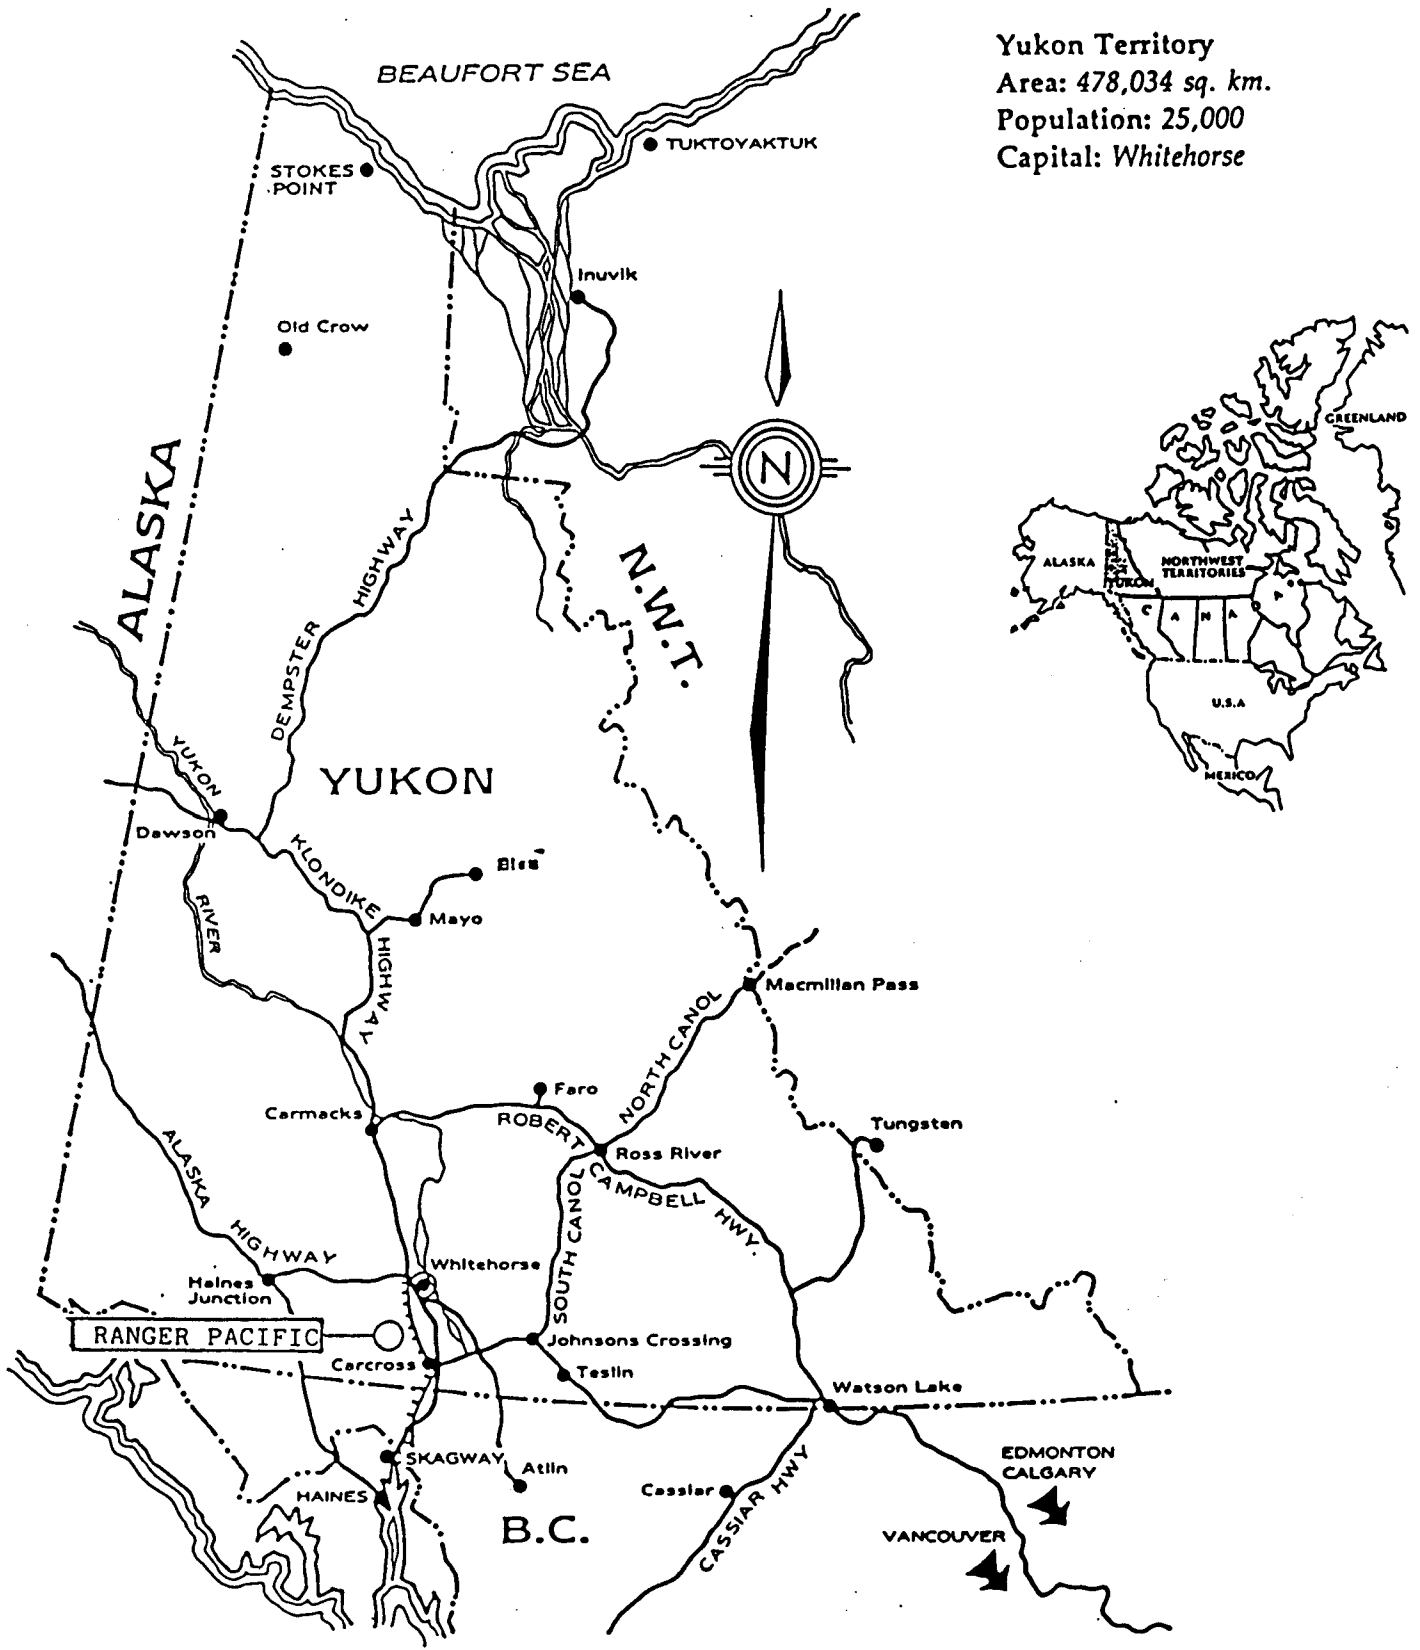 Yukon Territory
Area: 478,034 sq. km.
Population: 25,000
Capital: Whitehorse
BEAUFORT SEA
TUKTOYAKTUK
STOKES
POINT
Inuvik
Old Crow
ALASKA
N
N.W.T.
DEMPSTER HIGHWAY
YUKON
YUKON RIVER
Dawson
KLONDIKE HIGHWAY
Mayo
Macmillan Pass
NORTH CANOL
Faro
Carmacks
ROBERT CAMPBELL HWY.
Ross River
Tungsten
ALASKA HIGHWAY
SOUTH CANOL
Whitehorse
Haines
Junction
RANGER PACIFIC
Johnsons Crossing
Carcross
Teslin
Watson Lake
SKAGWAY
Atlin
HAINES
Cassiar
CASSIAR HWY
B.C.
EDMONTON
CALGARY
VANCOUVER
GREENLAND
ALASKA
YUKON
NORTHWEST
TERRITORIES
C A N A D A
U.S.A
MEXICO